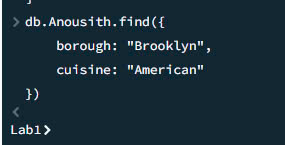 > db.Anousith.find({
borough: "Brooklyn",
cuisine: "American"
})
<
Lab1>